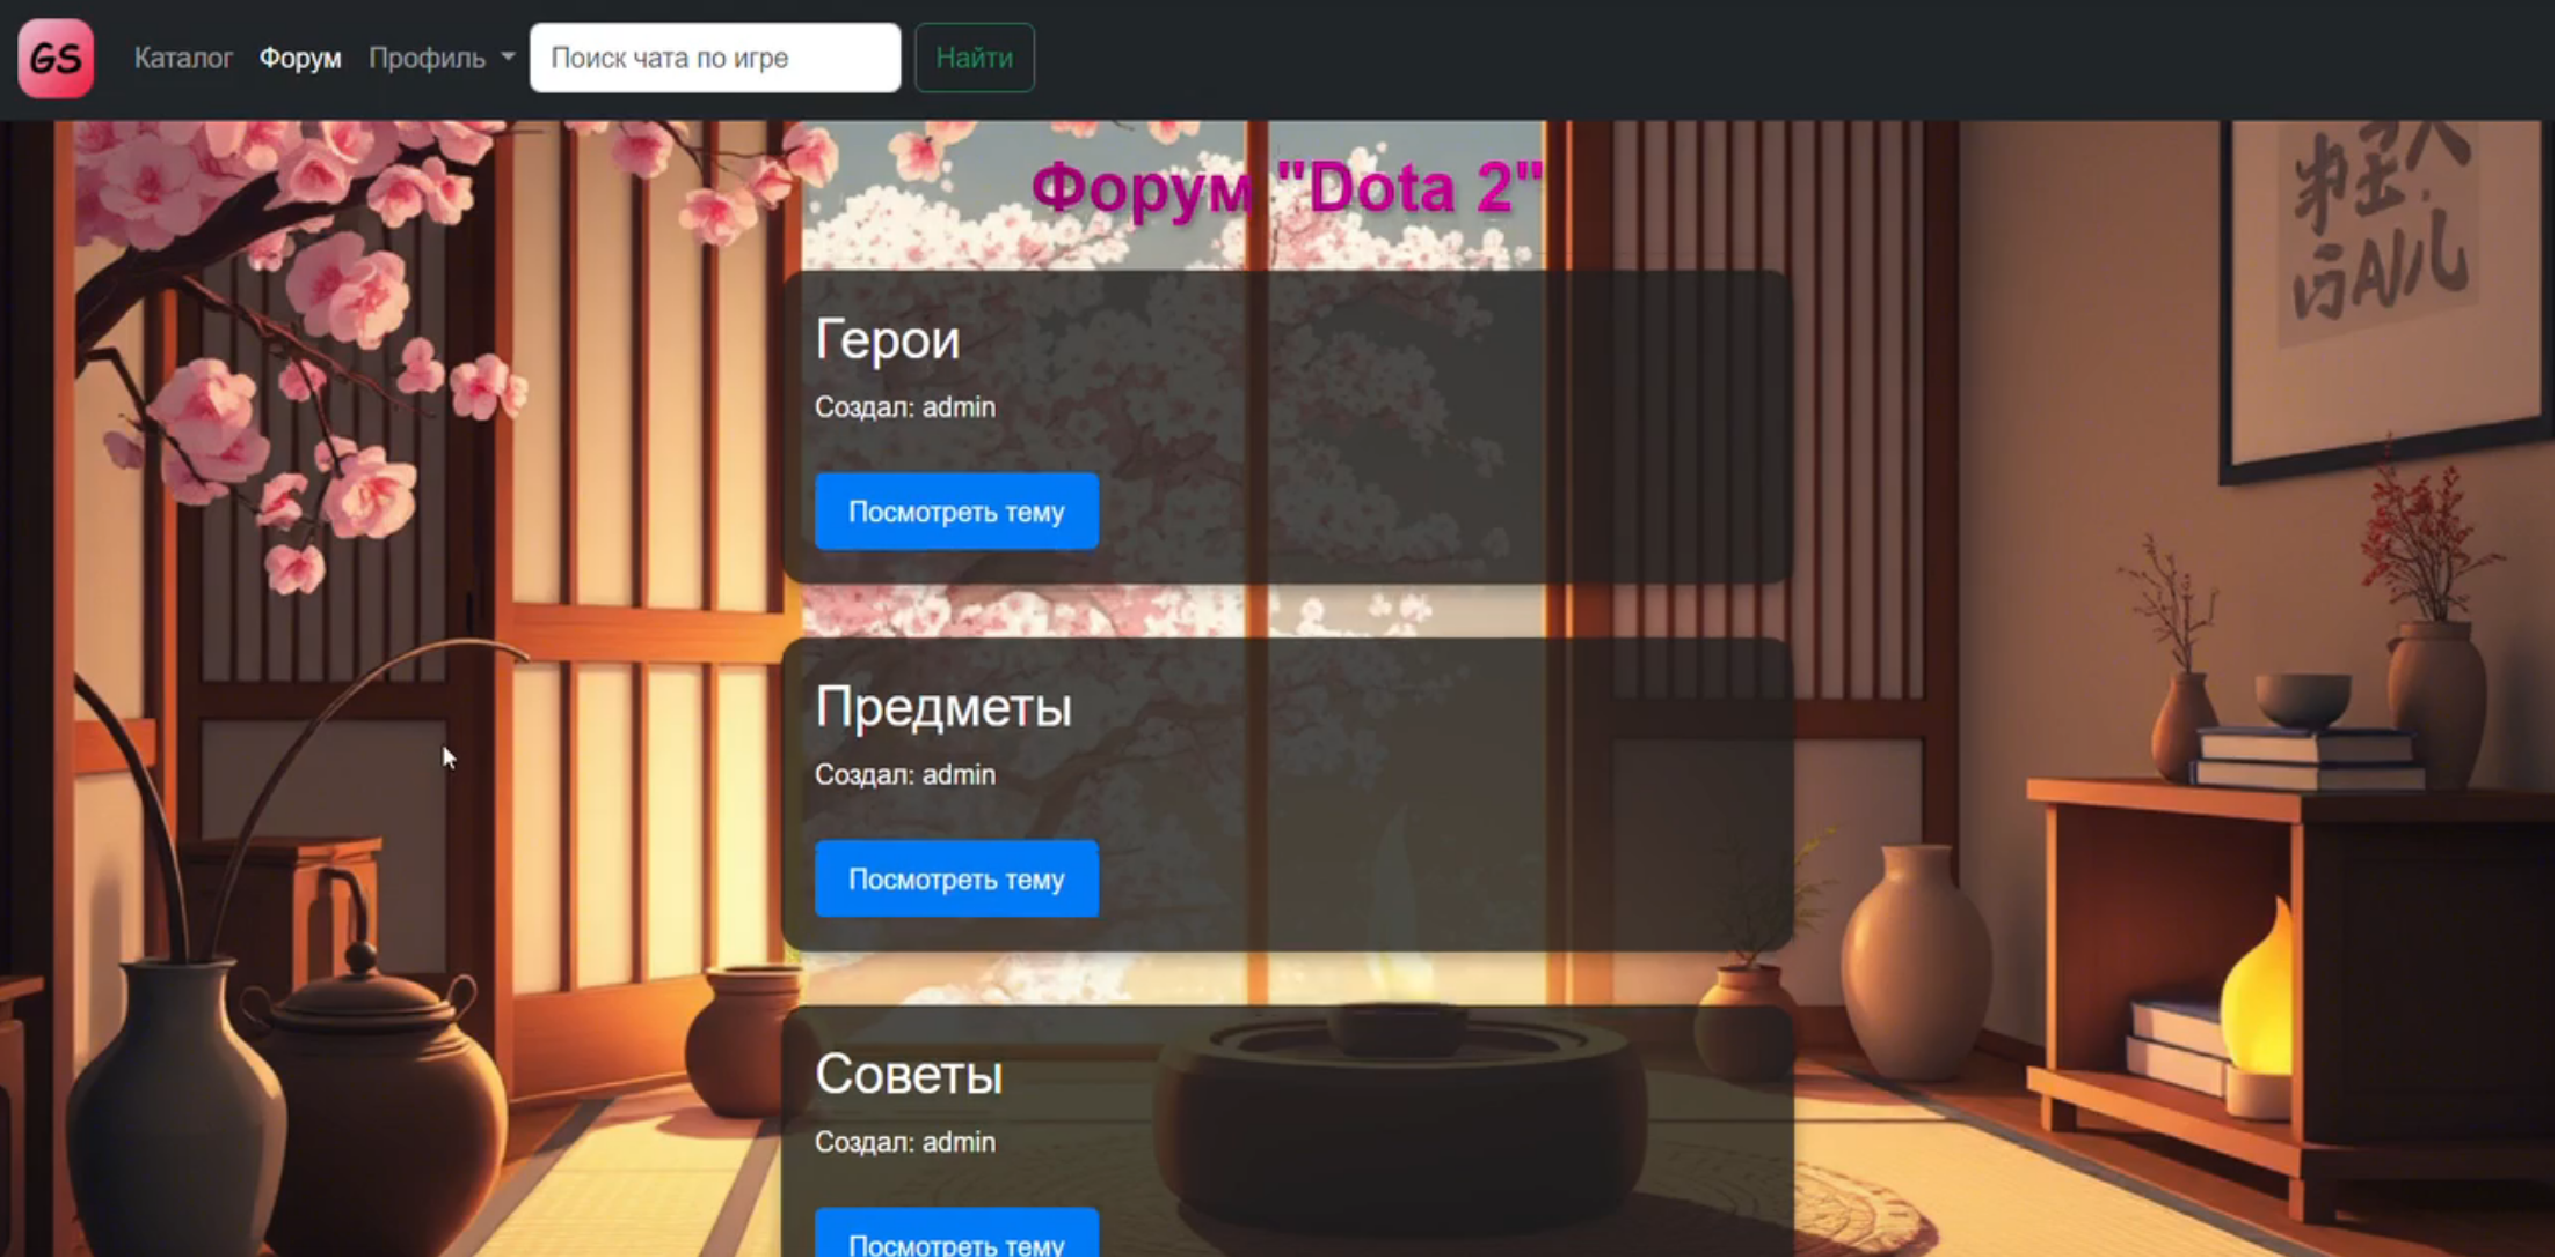 GS
Каталог Форум Профиль Поиск чата по игре Найти
Форум "Dota 2"
Герои
Создал: admin
Посмотреть тему
Предметы
Создал: admin
Посмотреть тему
Советы
Создал: admin
Посмотреть тему